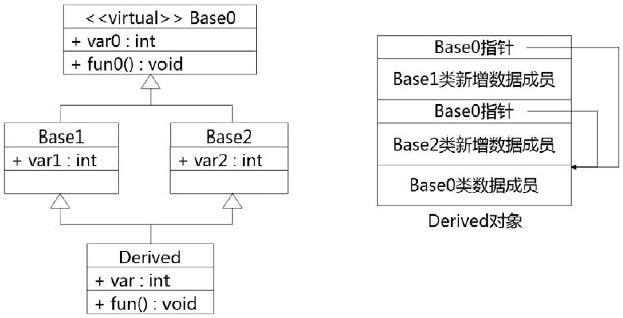 <<virtual>> Base0
+ var0 : int
+ fun0() : void
Base1
+ var1 : int
Base2
+ var2 : int
Derived
+ var : int
+ fun() : void
Base0指针
Base1类新增数据成员
Base0指针
Base2类新增数据成员
Base0类数据成员
Derived对象